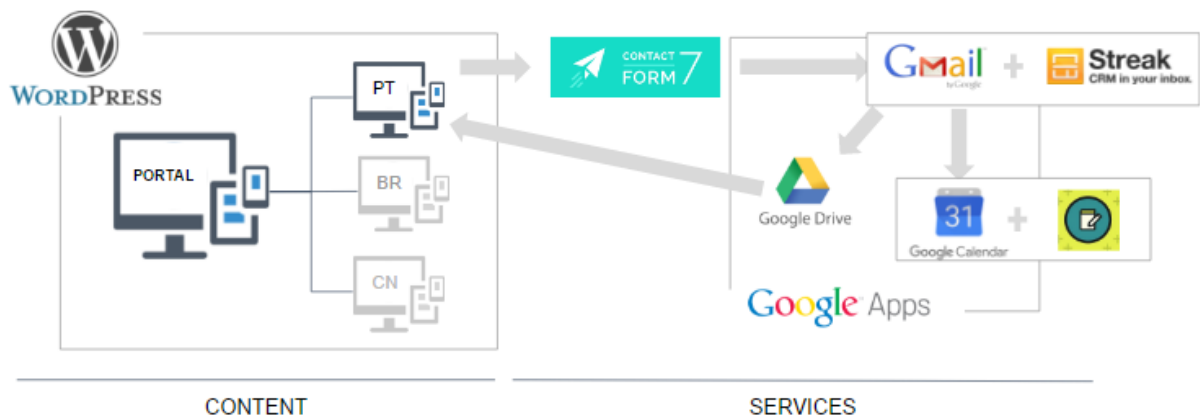 WORDPRESS
PORTAL
PT
BR
CN
CONTACT
FORM 7
Gmail
by Google
+
Streak
CRM in your inbox.
Google Drive
31
+
Google Calendar
Google Apps
CONTENT
SERVICES